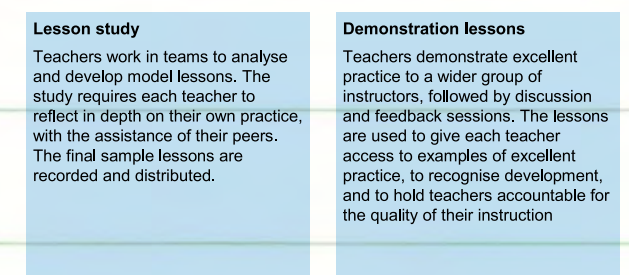 Lesson study
Teachers work in teams to analyse
and develop model lessons. The
study requires each teacher to
reflect in depth on their own practice,
with the assistance of their peers.
The final sample lessons are
recorded and distributed.
Demonstration lessons
Teachers demonstrate excellent
practice to a wider group of
instructors, followed by discussion
and feedback sessions. The lessons
are used to give each teacher
access to examples of excellent
practice, to recognise development,
and to hold teachers accountable for
the quality of their instruction